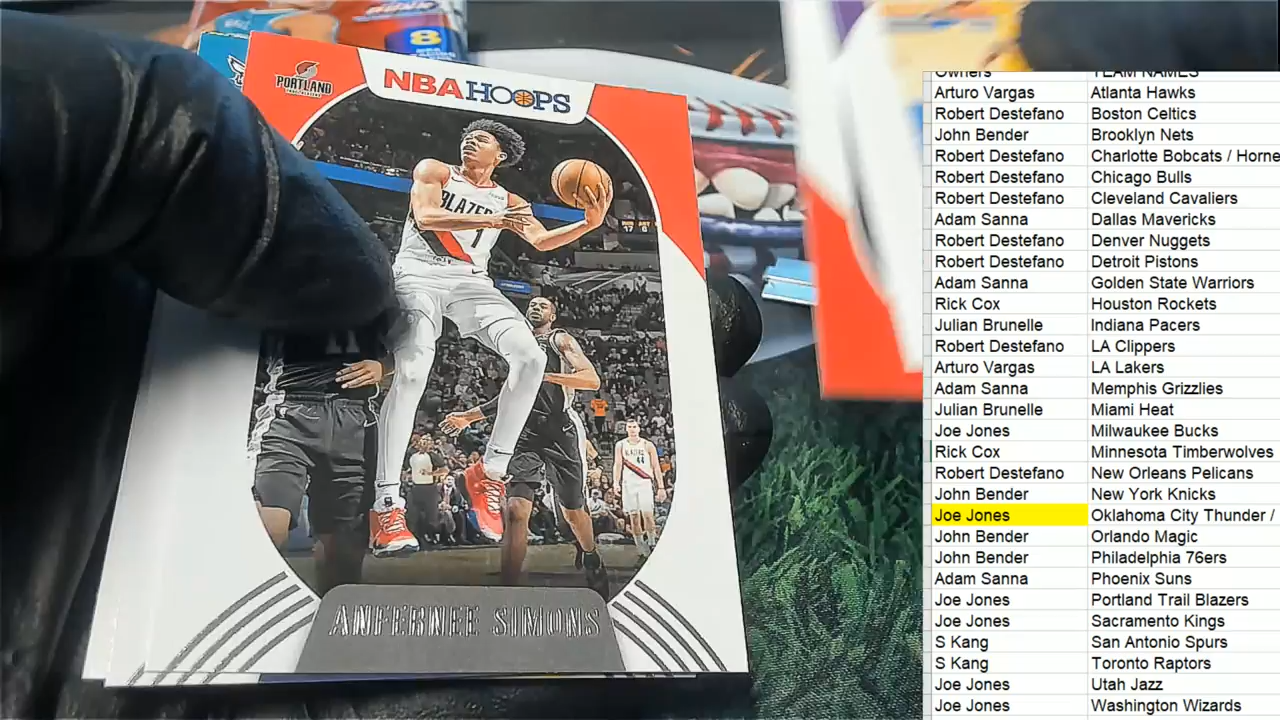 8
PORTLAND
NBA HOOPS
BLAZERS
1
BLAZERS
44
ANFERNEE SIMONS
Owners TEAM NAMES
Arturo Vargas Atlanta Hawks
Robert Destefano Boston Celtics
John Bender Brooklyn Nets
Robert Destefano Charlotte Bobcats / Horne
Robert Destefano Chicago Bulls
Robert Destefano Cleveland Cavaliers
Adam Sanna Dallas Mavericks
Robert Destefano Denver Nuggets
Robert Destefano Detroit Pistons
Adam Sanna Golden State Warriors
Rick Cox Houston Rockets
Julian Brunelle Indiana Pacers
Robert Destefano LA Clippers
Arturo Vargas LA Lakers
Adam Sanna Memphis Grizzlies
Julian Brunelle Miami Heat
Joe Jones Milwaukee Bucks
Rick Cox Minnesota Timberwolves
Robert Destefano New Orleans Pelicans
John Bender New York Knicks
Joe Jones Oklahoma City Thunder /
John Bender Orlando Magic
John Bender Philadelphia 76ers
Adam Sanna Phoenix Suns
Joe Jones Portland Trail Blazers
Joe Jones Sacramento Kings
S Kang San Antonio Spurs
S Kang Toronto Raptors
Joe Jones Utah Jazz
Joe Jones Washington Wizards